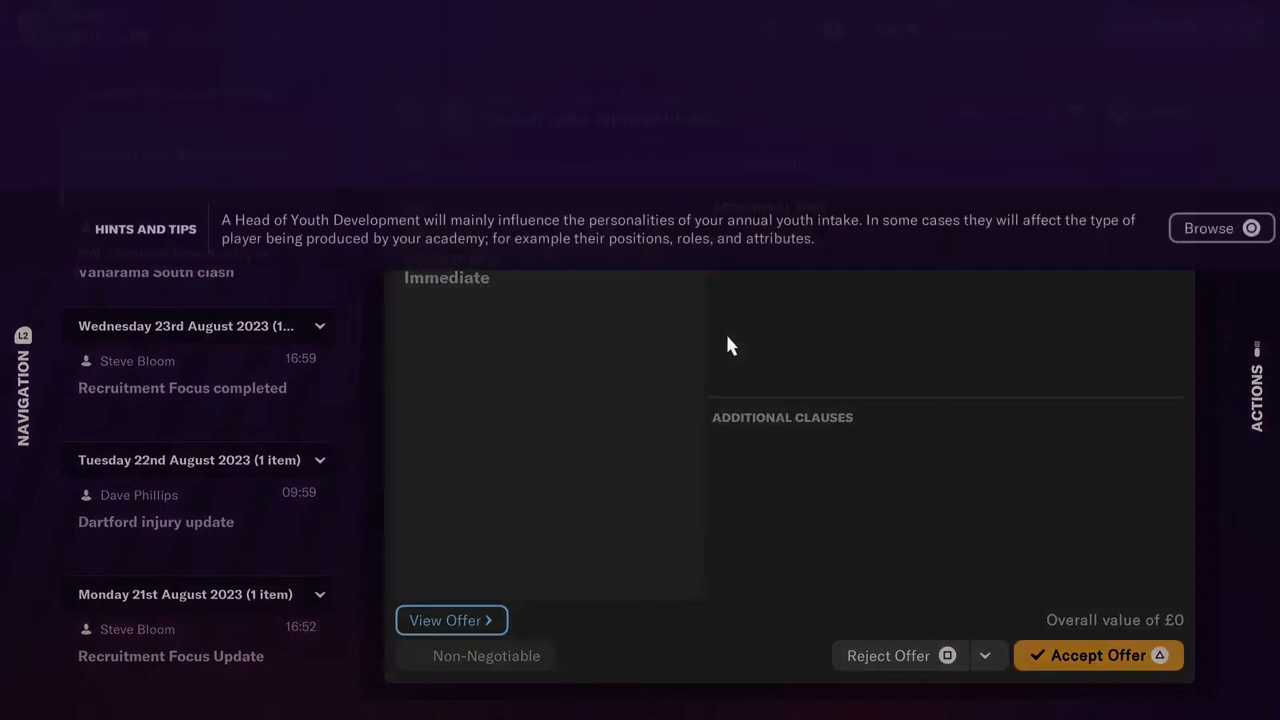 HINTS AND TIPS
A Head of Youth Development will mainly influence the personalities of your annual youth intake. In some cases they will affect the type of
player being produced by your academy; for example their positions, roles, and attributes.
Browse
Vanarama South clash
Immediate
NAVIGATION L2
ACTIONS
Wednesday 23rd August 2023 (1...
Steve Bloom 16:59
Recruitment Focus completed
ADDITIONAL CLAUSES
Tuesday 22nd August 2023 (1 item)
Dave Phillips 09:59
Dartford injury update
Monday 21st August 2023 (1 item)
Steve Bloom 16:52
Recruitment Focus Update
View Offer
Overall value of £0
Non-Negotiable
Reject Offer
Accept Offer